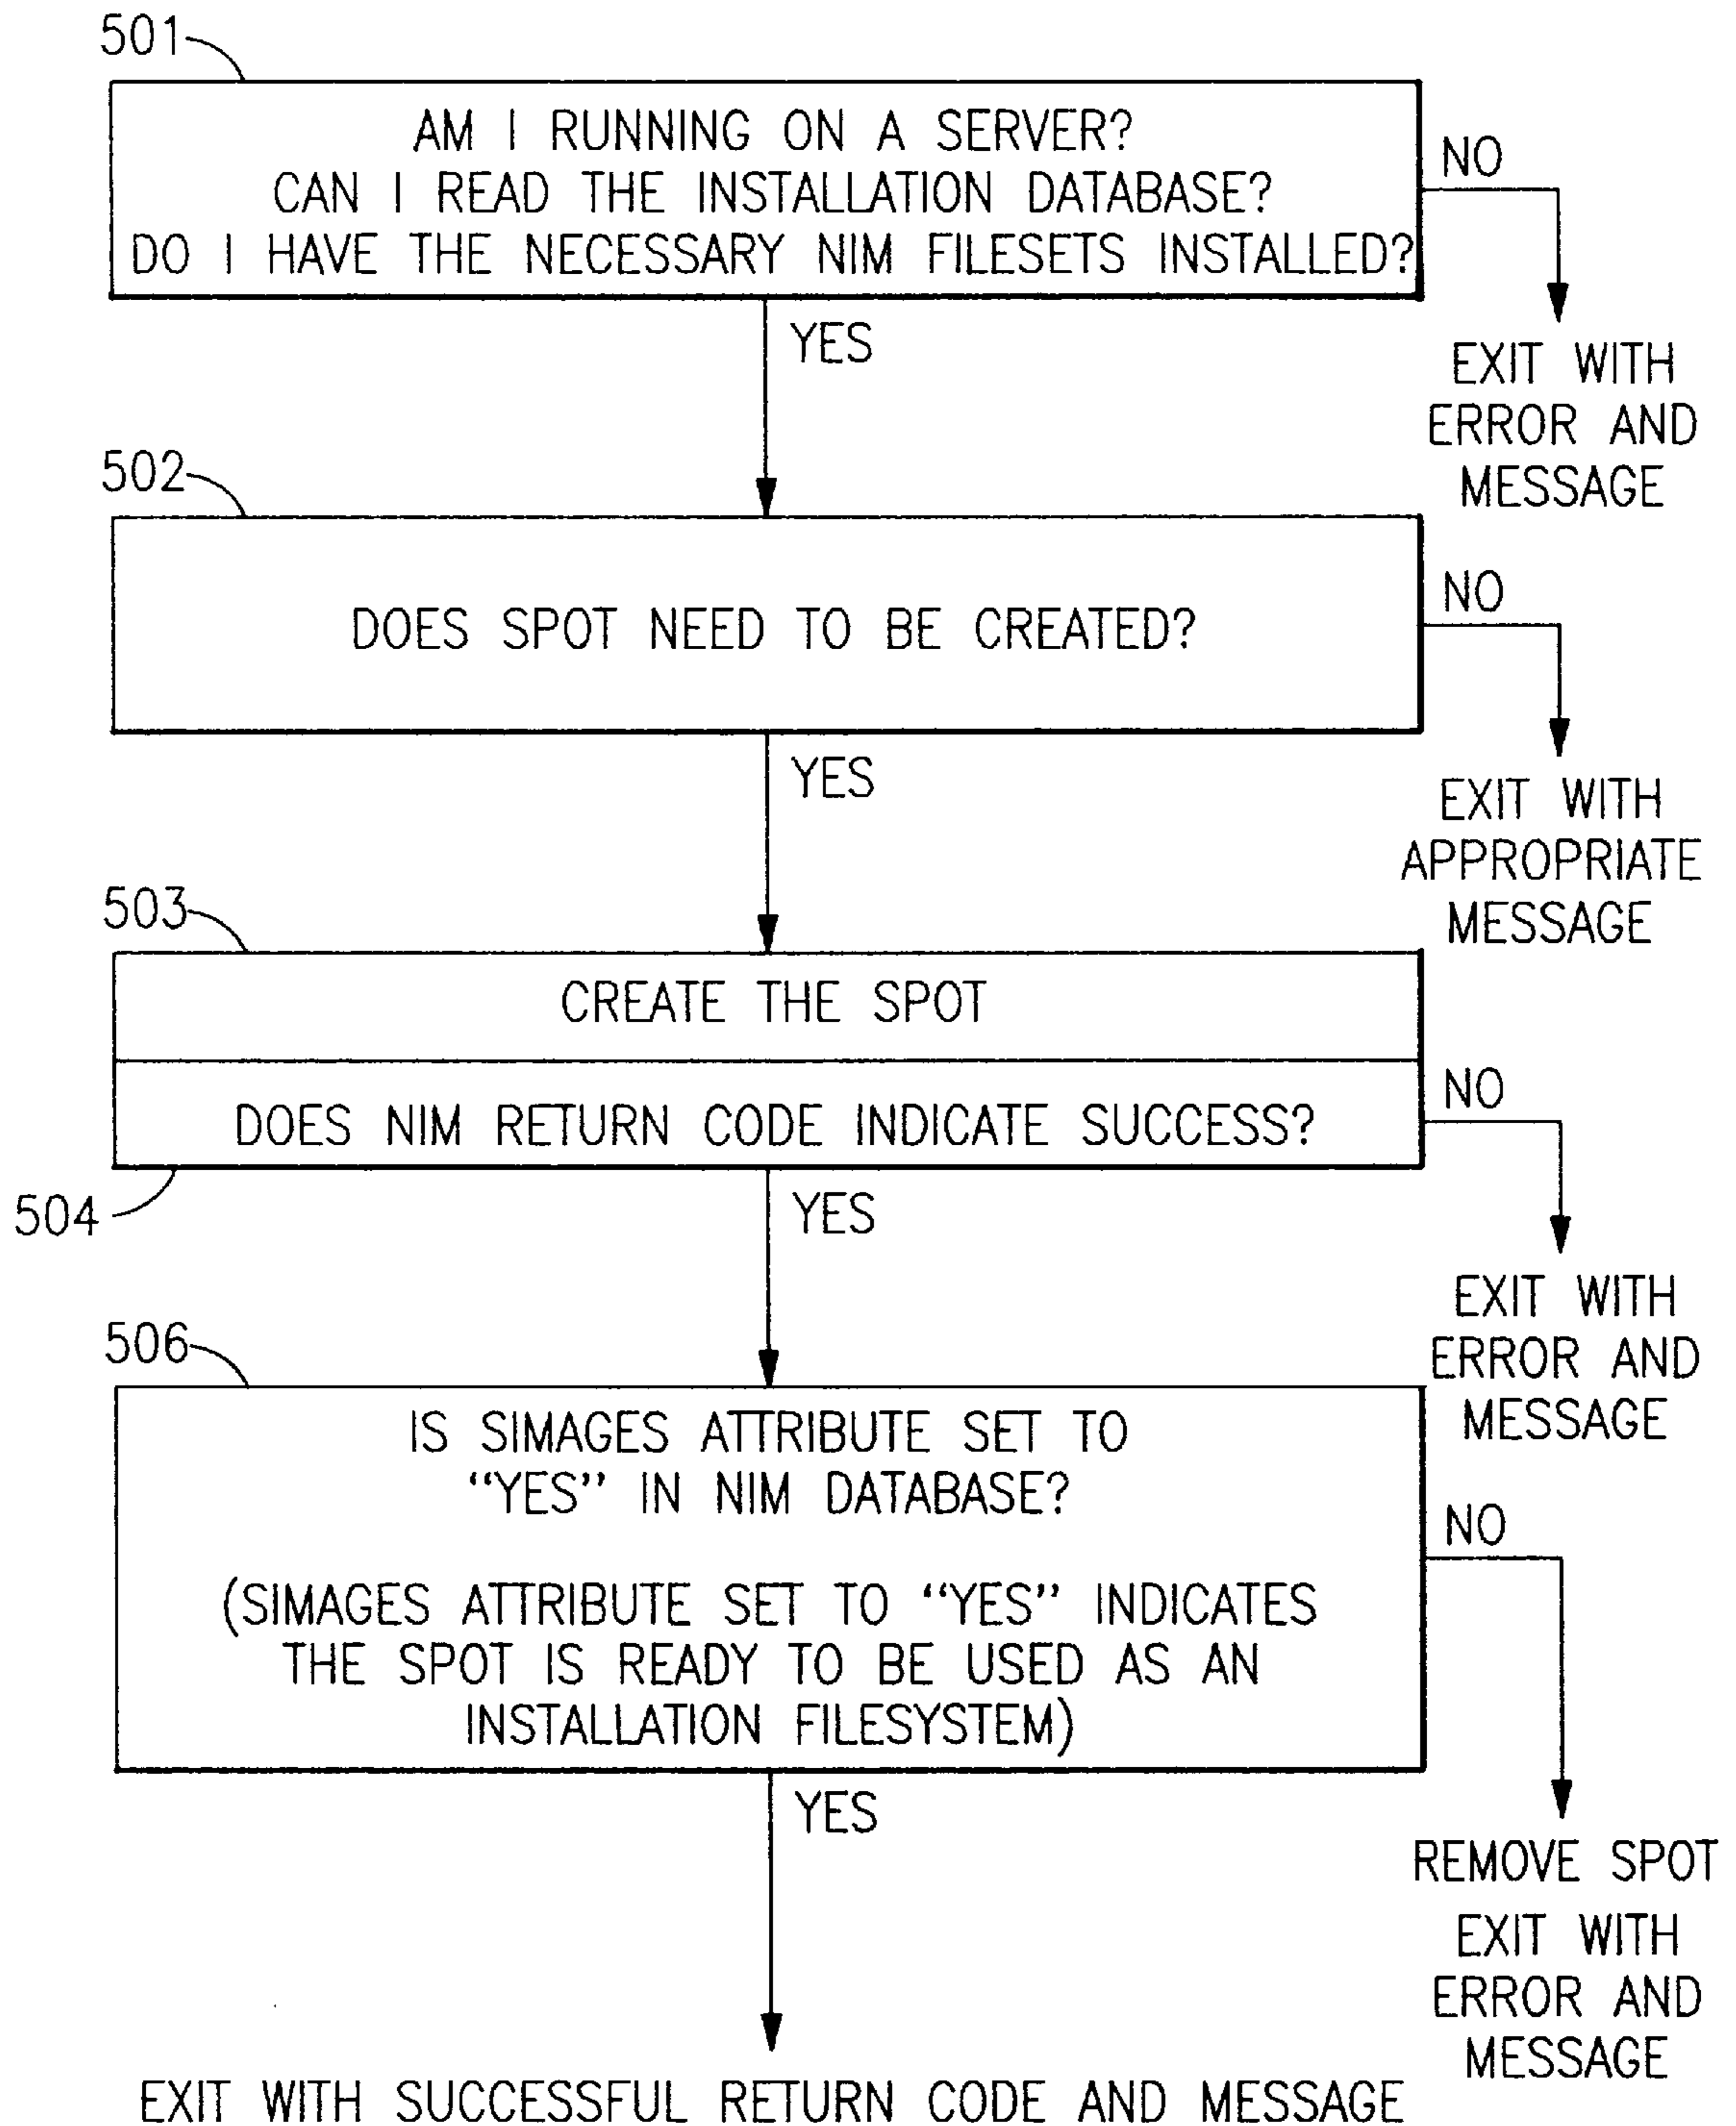 501
AM I RUNNING ON A SERVER?
CAN I READ THE INSTALLATION DATABASE?
DO I HAVE THE NECESSARY NIM FILESETS INSTALLED?
NO
EXIT WITH
ERROR AND
MESSAGE
YES
502
DOES SPOT NEED TO BE CREATED?
NO
EXIT WITH
APPROPRIATE
MESSAGE
YES
503
CREATE THE SPOT
DOES NIM RETURN CODE INDICATE SUCCESS?
504
NO
EXIT WITH
ERROR AND
MESSAGE
YES
506
IS SIMAGES ATTRIBUTE SET TO
“YES” IN NIM DATABASE?
(SIMAGES ATTRIBUTE SET TO “YES” INDICATES
THE SPOT IS READY TO BE USED AS AN
INSTALLATION FILESYSTEM)
NO
REMOVE SPOT
EXIT WITH
ERROR AND
MESSAGE
YES
EXIT WITH SUCCESSFUL RETURN CODE AND MESSAGE